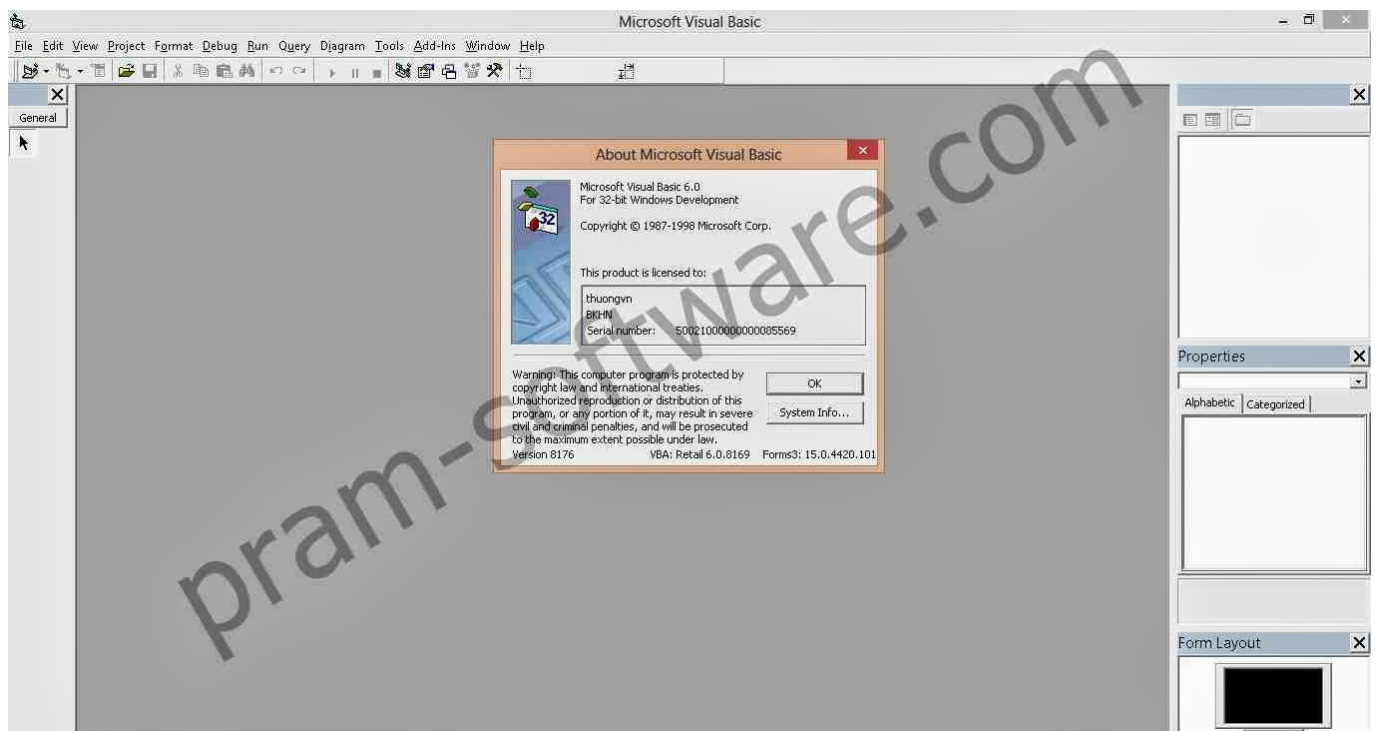 Microsoft Visual Basic
File Edit View Project Format Debug Run Query Diagram Tools Add-Ins Window Help
General
About Microsoft Visual Basic
32
Microsoft Visual Basic 6.0
For 32-bit Windows Development
Copyright © 1987-1998 Microsoft Corp.
This product is licensed to:
thuongvn
BKHN
Serial number: 50021000000000085569
Warning: This computer program is protected by
copyright law and international treaties.
Unauthorized reproduction or distribution of this
program, or any portion of it, may result in severe
civil and criminal penalties, and will be prosecuted
to the maximum extent possible under law.
OK
System Info...
Version 8176 VBA: Retail 6.0.8169 Forms3: 15.0.4420.101
Properties
Alphabetic Categorized
Form Layout
pram-software.com